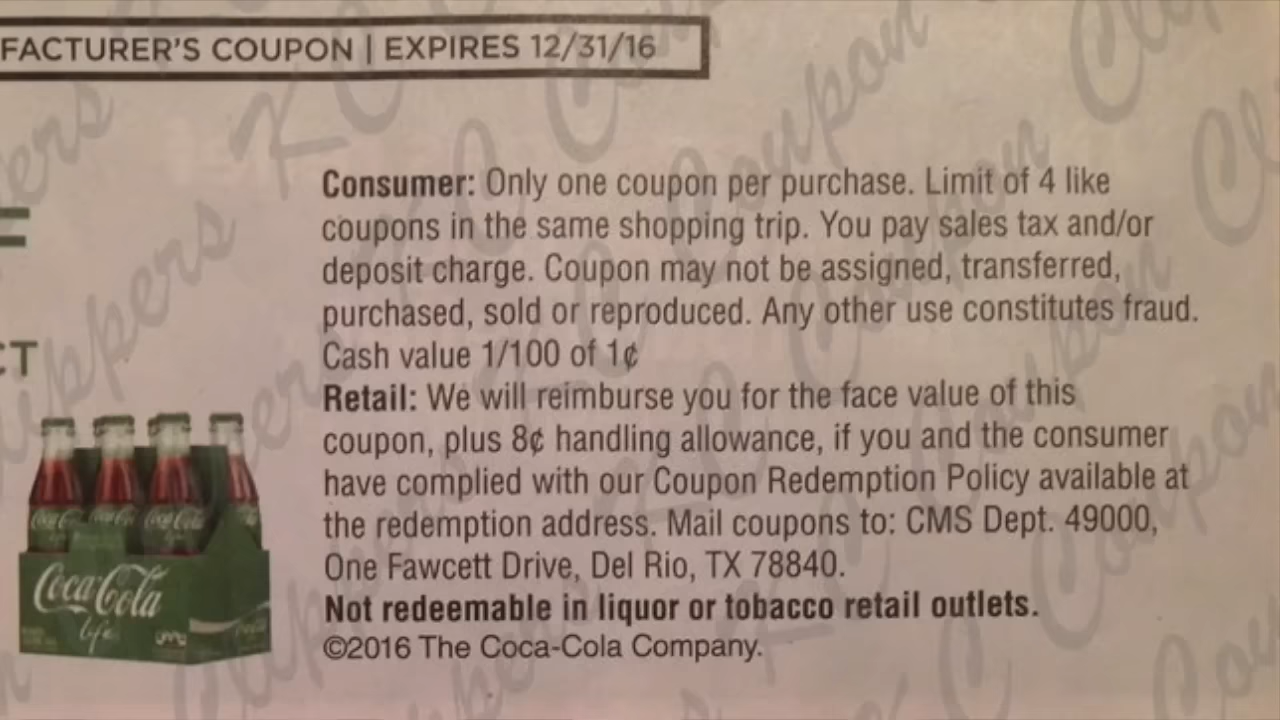 FACTURER'S COUPON | EXPIRES 12/31/16
Consumer: Only one coupon per purchase. Limit of 4 like
coupons in the same shopping trip. You pay sales tax and/or
deposit charge. Coupon may not be assigned, transferred,
purchased, sold or reproduced. Any other use constitutes fraud.
Cash value 1/100 of 1¢
Retail: We will reimburse you for the face value of this
coupon, plus 8¢ handling allowance, if you and the consumer
have complied with our Coupon Redemption Policy available at
the redemption address. Mail coupons to: CMS Dept. 49000,
One Fawcett Drive, Del Rio, TX 78840.
Not redeemable in liquor or tobacco retail outlets.
©2016 The Coca-Cola Company.
CT
Coca-Cola
life
KC Coupon Clippers